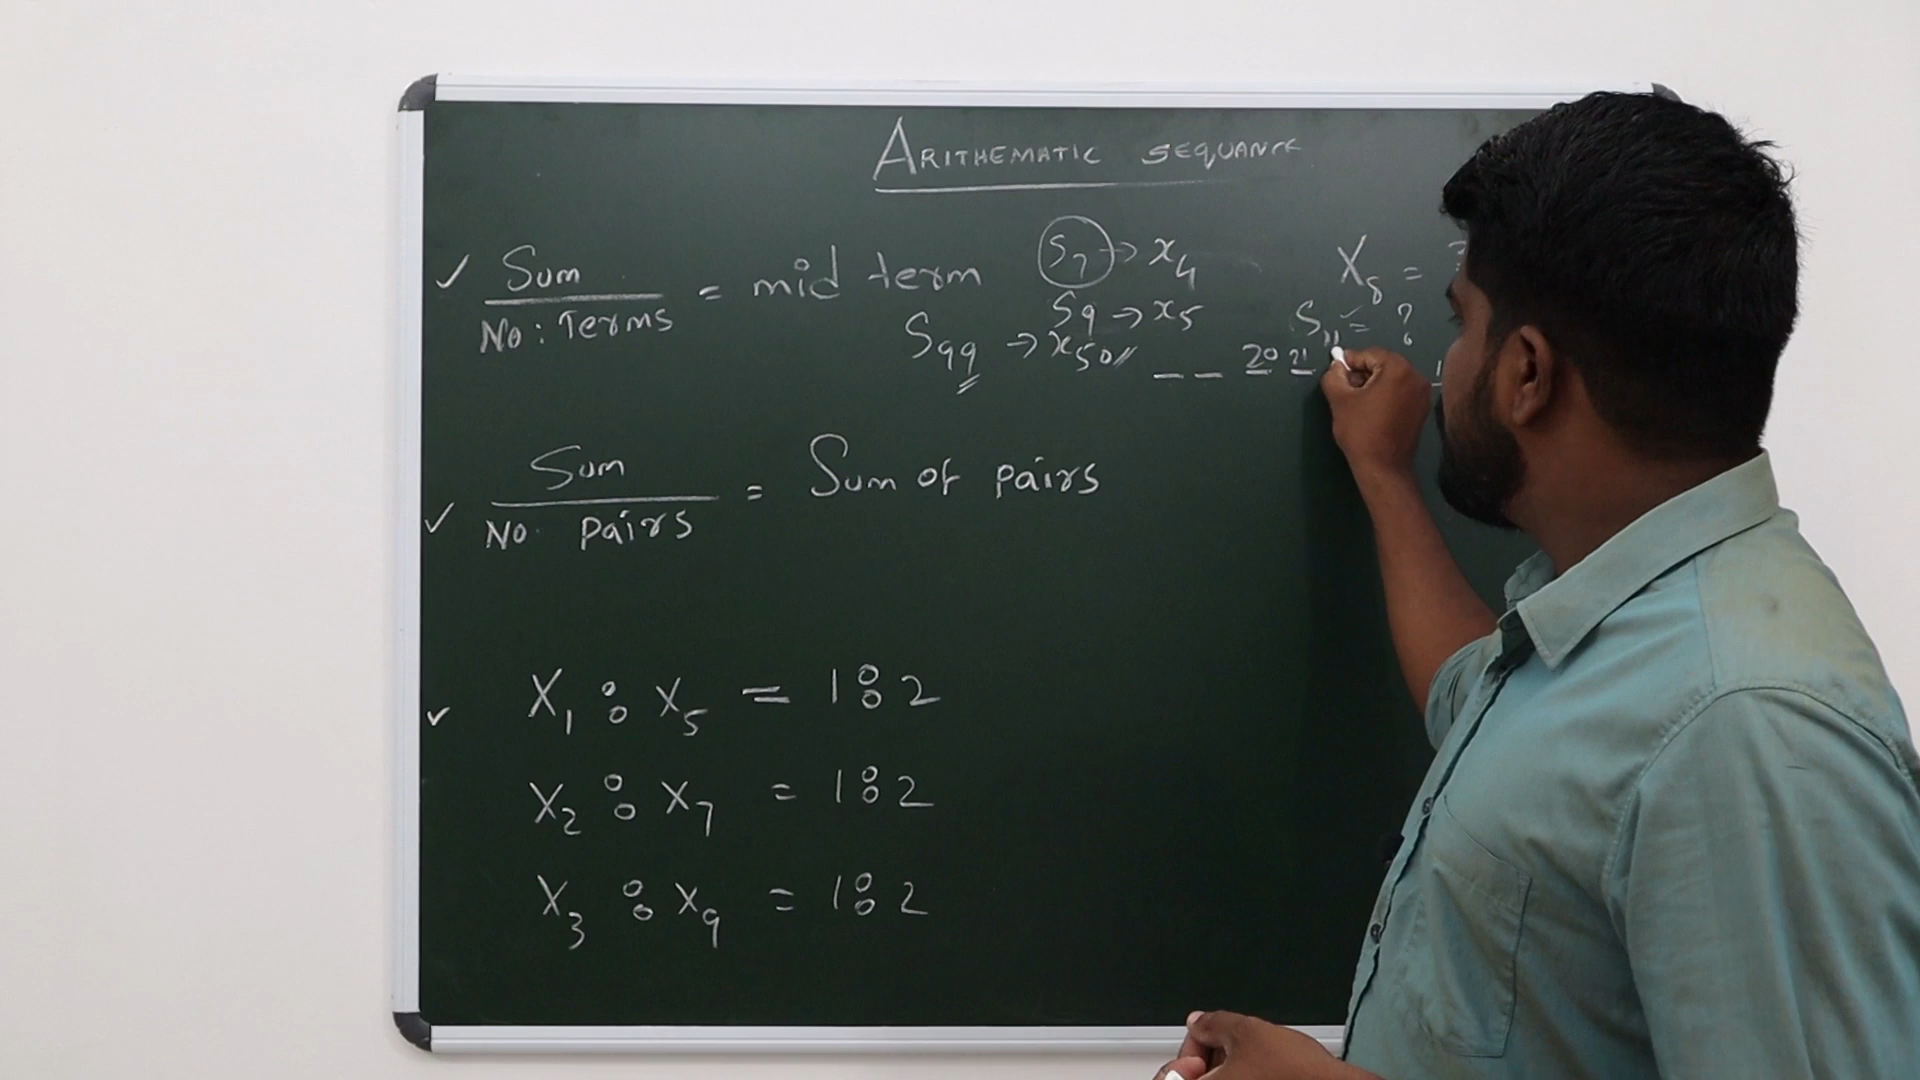 ARITHEMATIC SEQUANCE
✓ Sum / No: Terms = mid term
S7 → x4
S9 → x5
S99 → x50//
X8 = ?
S11 = ?
20 21
✓ Sum / No. pairs = Sum of pairs
✓ X1 : X5 = 1:2
X2 : X7 = 1:2
X3 : X9 = 1:2